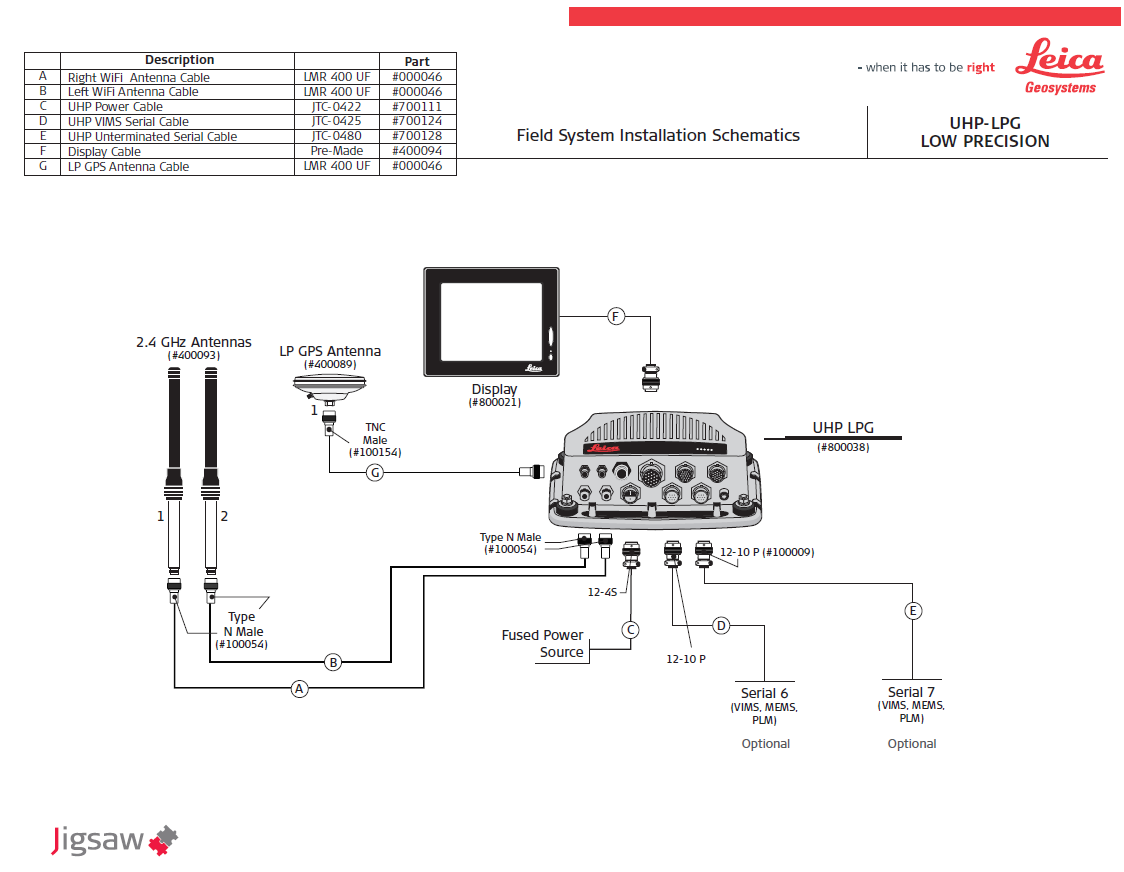 Description Part
A Right WiFi Antenna Cable LMR 400 UF #000046
B Left WiFi Antenna Cable LMR 400 UF #000046
C UHP Power Cable JTC-0422 #700111
D UHP VIMS Serial Cable JTC-0425 #700124
E UHP Unterminated Serial Cable JTC-0480 #700128
F Display Cable Pre-Made #400094
G LP GPS Antenna Cable LMR 400 UF #000046
- when it has to be right
Leica
Geosystems
Field System Installation Schematics
UHP-LPG
LOW PRECISION
2.4 GHz Antennas
(#400093)
LP GPS Antenna
(#400089)
1
TNC
Male
(#100154)
G
Leica
Display
(#800021)
F
Leica
UHP LPG
(#800038)
1
2
Type N Male
(#100054)
12-4S
12-10 P (#100009)
Type
N Male
(#100054)
B
A
Fused Power
Source
C
D
12-10 P
E
Serial 6
(VIMS, MEMS,
PLM)
Optional
Serial 7
(VIMS, MEMS,
PLM)
Optional
Jigsaw